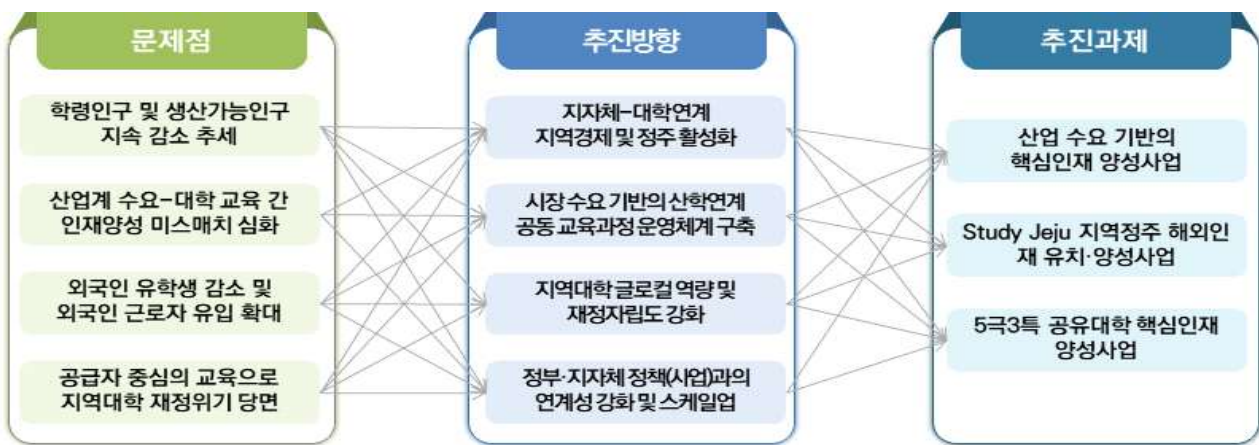 문제점
학령인구 및 생산가능인구
지속 감소 추세
산업계 수요-대학 교육 간
인재양성 미스매치 심화
외국인 유학생 감소 및
외국인 근로자 유입 확대
공급자 중심의 교육으로
지역대학 재정위기 당면
추진방향
지자체-대학연계
지역경제 및 정주 활성화
시장 수요 기반의 산학연계
공동 교육과정 운영체계 구축
지역대학 글로컬 역량 및
재정자립도 강화
정부·지자체 정책(사업)과의
연계성 강화 및 스케일업
추진과제
산업 수요 기반의
핵심인재 양성사업
Study Jeju 지역정주 해외인
재 유치·양성사업
5극3특 공유대학 핵심인재
양성사업